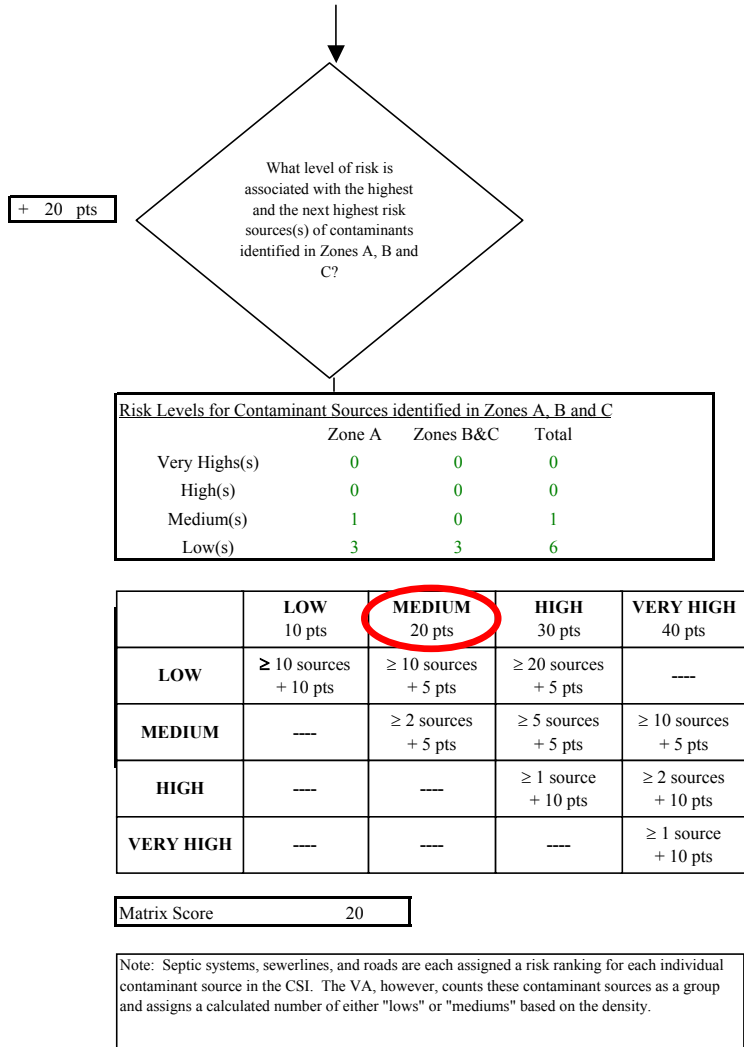 What level of risk is
associated with the highest
and the next highest risk
sources(s) of contaminants
identified in Zones A, B and
C?
+ 20 pts
Risk Levels for Contaminant Sources identified in Zones A, B and C
Zone A Zones B&C Total
Very Highs(s) 0 0 0
High(s) 0 0 0
Medium(s) 1 0 1
Low(s) 3 3 6
LOW MEDIUM HIGH VERY HIGH
10 pts 20 pts 30 pts 40 pts
LOW ≥ 10 sources ≥ 10 sources ≥ 20 sources ----
+ 10 pts + 5 pts + 5 pts
MEDIUM ---- ≥ 2 sources ≥ 5 sources ≥ 10 sources
+ 5 pts + 5 pts + 5 pts
HIGH ---- ---- ≥ 1 source ≥ 2 sources
+ 10 pts + 10 pts
VERY HIGH ---- ---- ---- ≥ 1 source
+ 10 pts
Matrix Score 20
Note: Septic systems, sewerlines, and roads are each assigned a risk ranking for each individual
contaminant source in the CSI. The VA, however, counts these contaminant sources as a group
and assigns a calculated number of either "lows" or "mediums" based on the density.